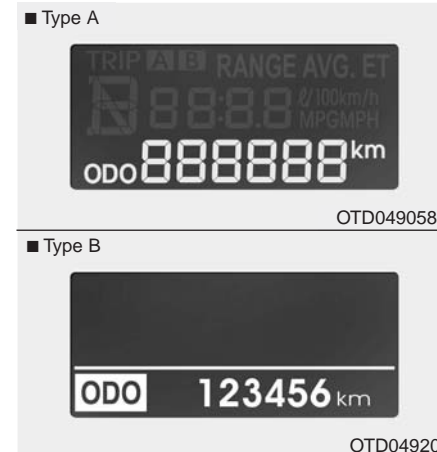 ■ Type A
TRIP A B RANGE AVG. ET
88:8.8 ℓ/100km/h
MPGMPH
ODO 888888 km
OTD049058
■ Type B
ODO 123456 km
OTD04920